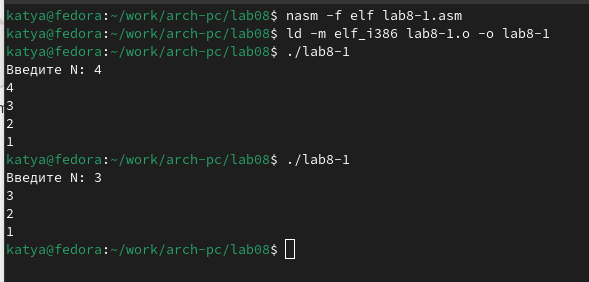 katya@fedora:~/work/arch-pc/lab08$ nasm -f elf lab8-1.asm
katya@fedora:~/work/arch-pc/lab08$ ld -m elf_i386 lab8-1.o -o lab8-1
katya@fedora:~/work/arch-pc/lab08$ ./lab8-1
Введите N: 4
4
3
2
1
katya@fedora:~/work/arch-pc/lab08$ ./lab8-1
Введите N: 3
3
2
1
katya@fedora:~/work/arch-pc/lab08$